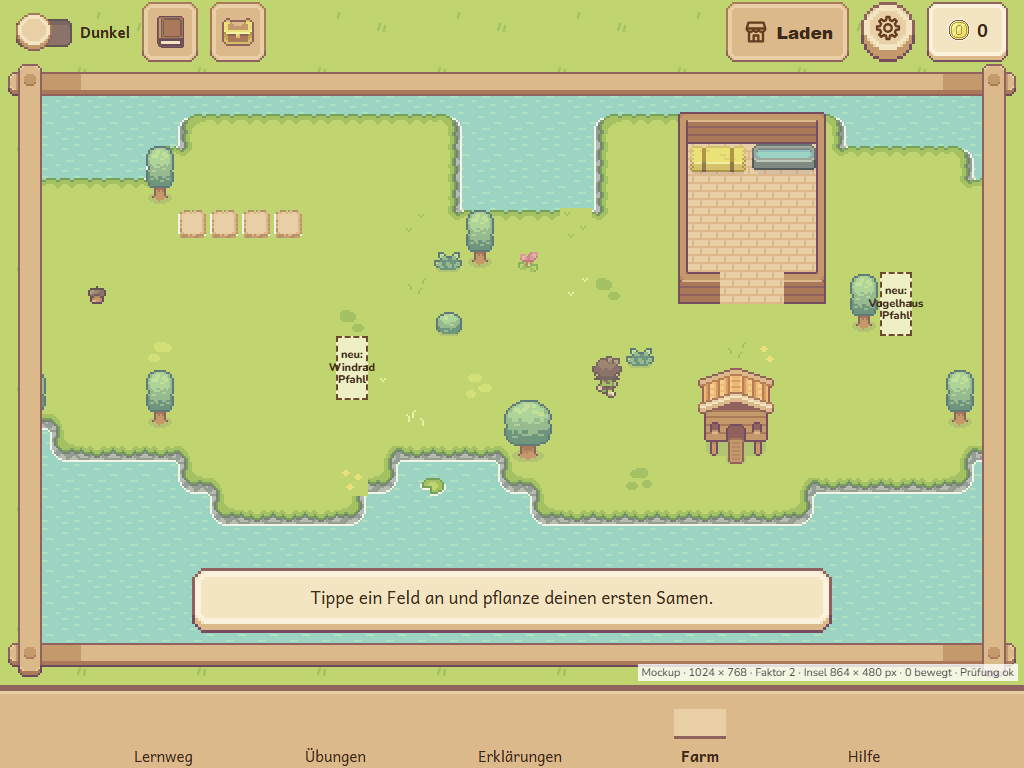 Dunkel
Laden
0
neu:
Vogelhaus
Pfahl
neu:
Windrad
Pfahl
Tippe ein Feld an und pflanze deinen ersten Samen.
Mockup · 1024 × 768 · Faktor 2 · Insel 864 × 480 px · 0 bewegt · Prüfung ok
Lernweg
Übungen
Erklärungen
Farm
Hilfe